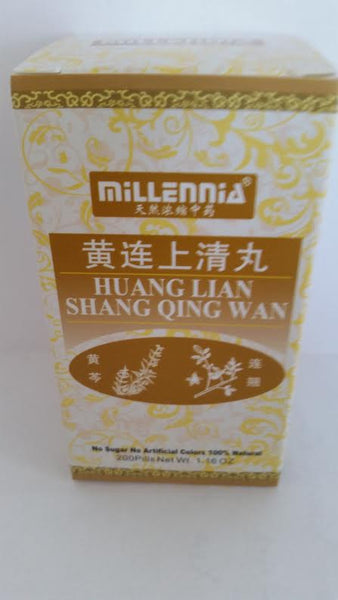 MILLENNIA®
天然浓缩中药
黄连上清丸
HUANG LIAN
SHANG QING WAN
黄芩
连翘
No Sugar No Artificial Colors 100% Natural
200Pills Net Wt. 1.16 OZ